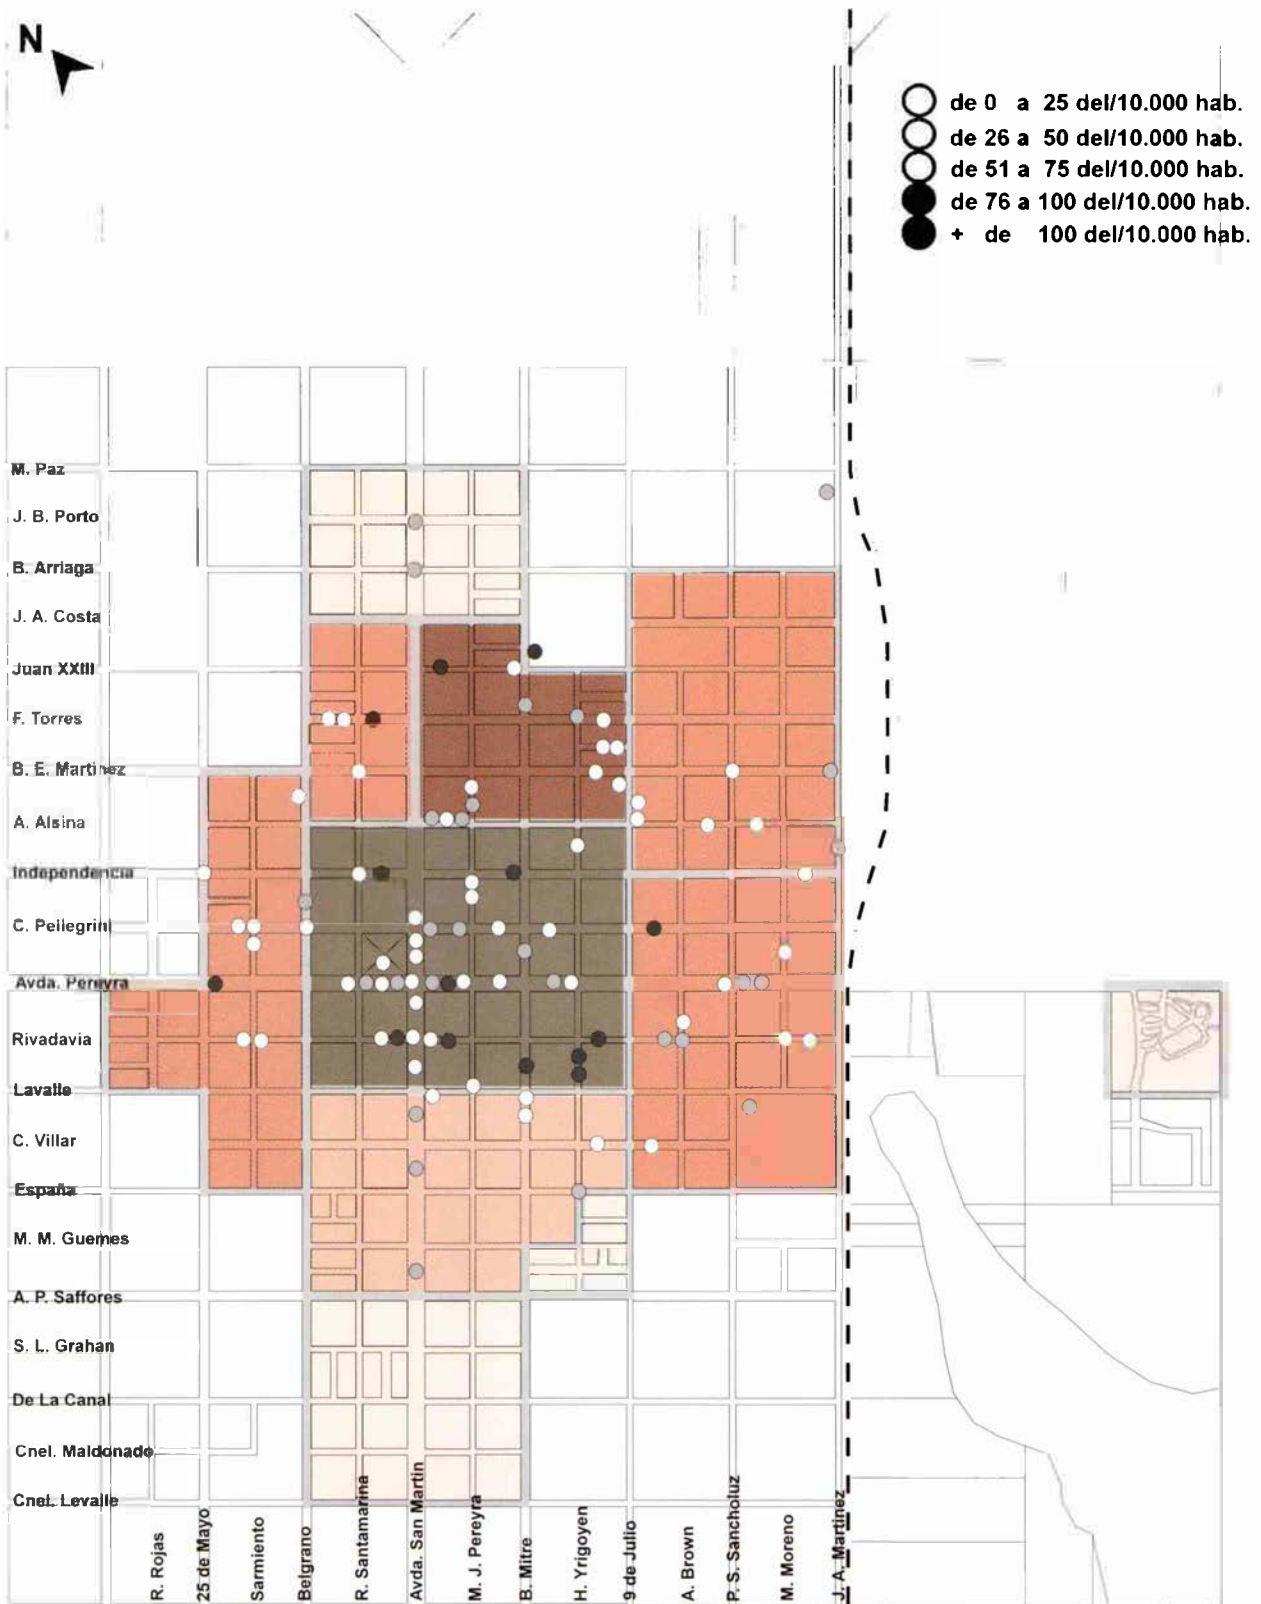 N
de 0 a 25 del/10.000 hab.
de 26 a 50 del/10.000 hab.
de 51 a 75 del/10.000 hab.
de 76 a 100 del/10.000 hab.
+ de 100 del/10.000 hab.
M. Paz
J. B. Porto
B. Arriaga
J. A. Costa
Juan XXIII
F. Torres
B. E. Martinez
A. Alsina
Independencia
C. Pellegrini
Avda. Pereyra
Rivadavia
Lavalle
C. Villar
España
M. M. Guemes
A. P. Saffores
S. L. Grahan
De La Canal
Cnel. Maldonado
Cnel. Levalle
R. Rojas
25 de Mayo
Sarmiento
Belgrano
R. Santamarina
Avda. San Martin
M. J. Pereyra
B. Mitre
H. Yrigoyen
9 de Julio
A. Brown
P. S. Sancholuz
M. Moreno
J. A. Martinez